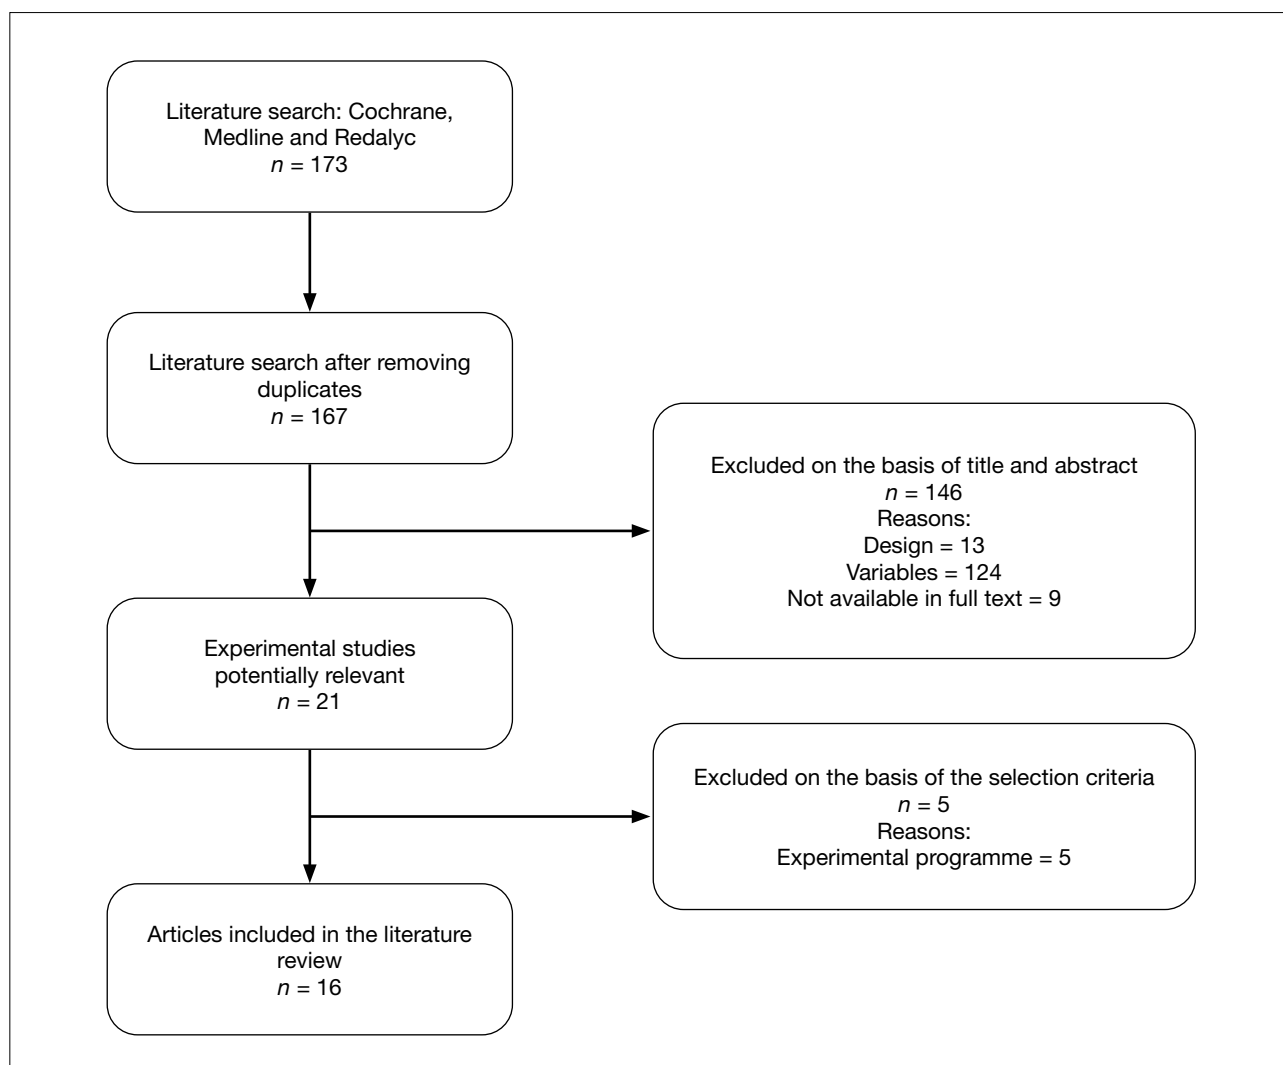 Literature search: Cochrane,
Medline and Redalyc
n = 173
Literature search after removing
duplicates
n = 167
Excluded on the basis of title and abstract
n = 146
Reasons:
Design = 13
Variables = 124
Not available in full text = 9
Experimental studies
potentially relevant
n = 21
Excluded on the basis of the selection criteria
n = 5
Reasons:
Experimental programme = 5
Articles included in the literature
review
n = 16